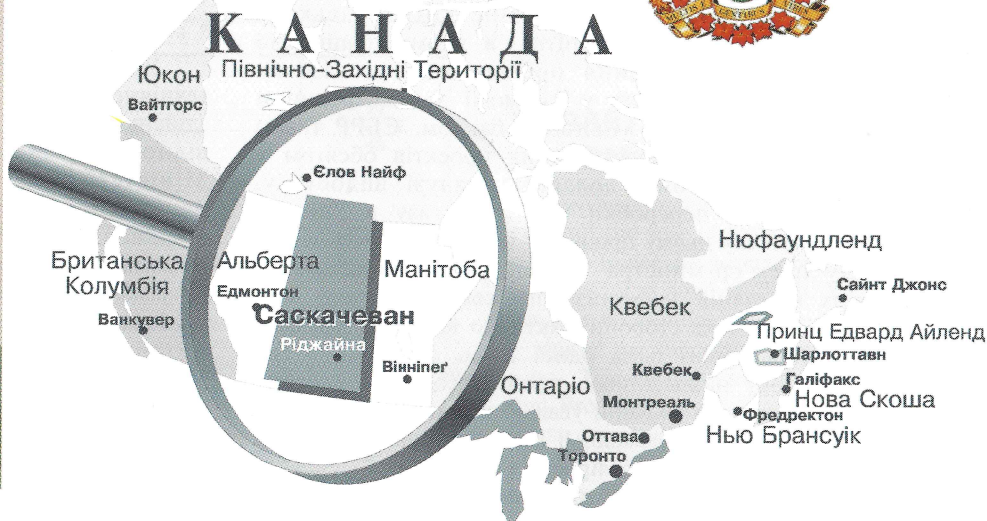 КАНАДА
Юкон
Північно-Західні Території
Вайтгорс
Єлов Найф
Британська
Колумбія
Альберта
Манітоба
Нюфаундленд
Едмонтон
Сайнт Джонс
Саскачеван
Квебек
Ванкувер
Ріджайна
Принц Едвард Айленд
Шарлоттавн
Вінніпеґ
Квебек
Галіфакс
Онтаріо
Нова Скоша
Монтреаль
Фредректон
Оттава
Нью Брансуік
Торонто